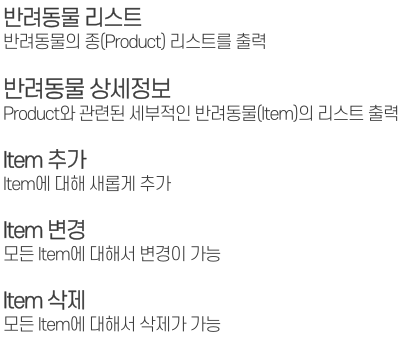 반려동물 리스트
반려동물의 종(Product) 리스트를 출력
반려동물 상세정보
Product와 관련된 세부적인 반려동물(Item)의 리스트 출력
Item 추가
Item에 대해 새롭게 추가
Item 변경
모든 Item에 대해서 변경이 가능
Item 삭제
모든 Item에 대해서 삭제가 가능